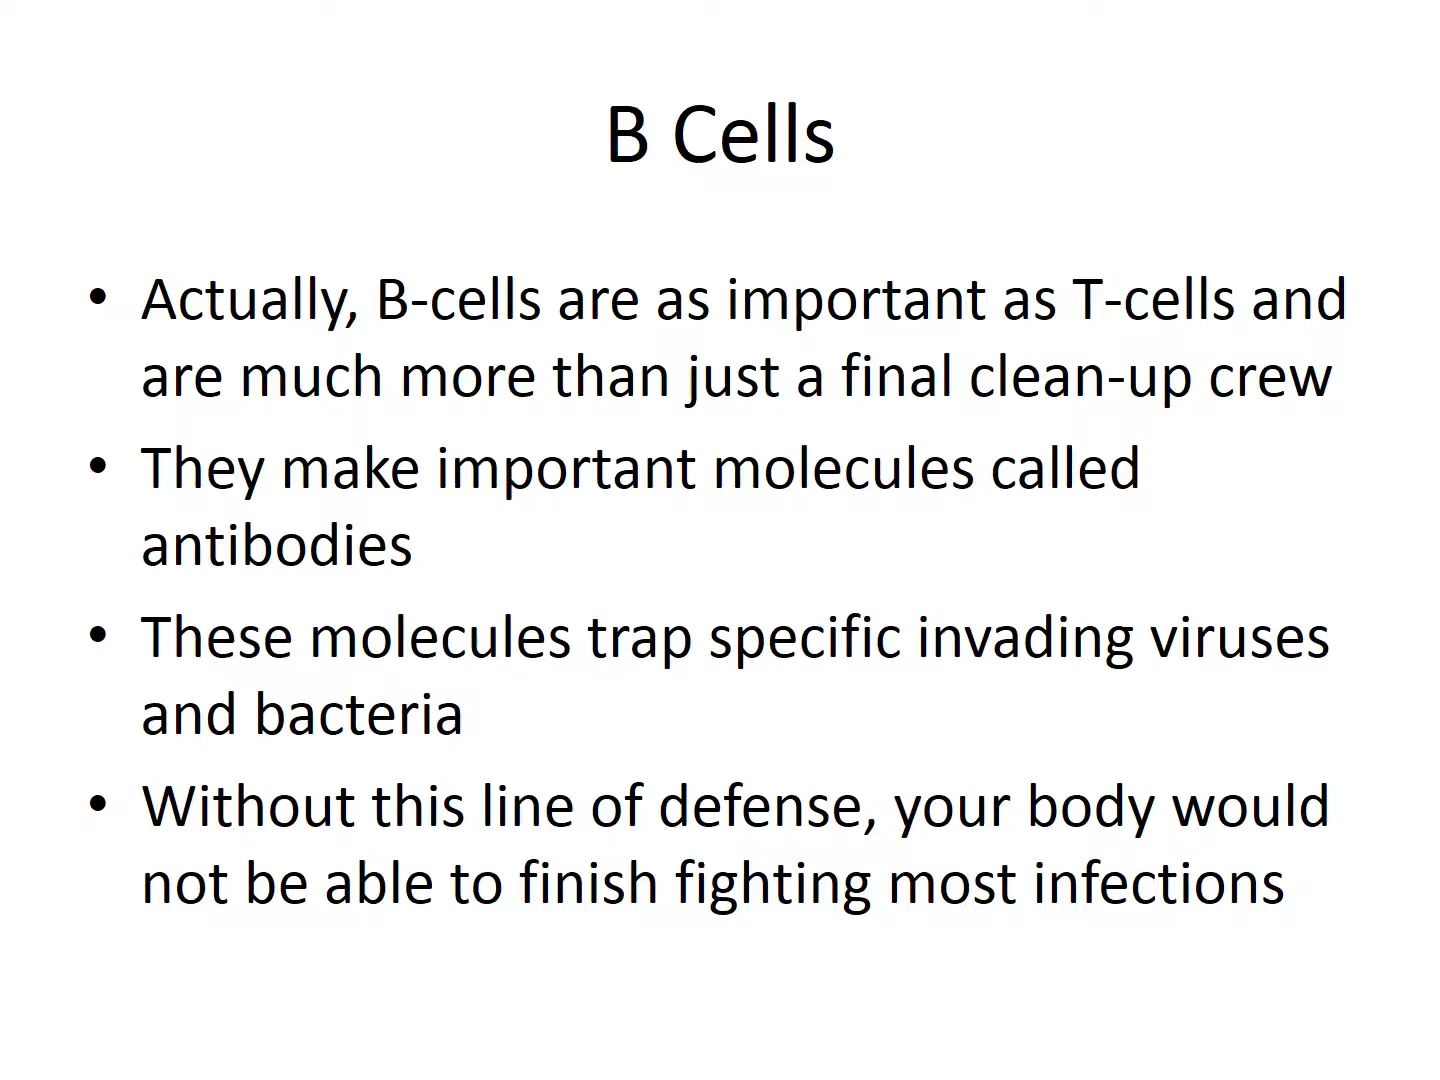 B Cells
• Actually, B-cells are as important as T-cells and
are much more than just a final clean-up crew
• They make important molecules called
antibodies
• These molecules trap specific invading viruses
and bacteria
• Without this line of defense, your body would
not be able to finish fighting most infections